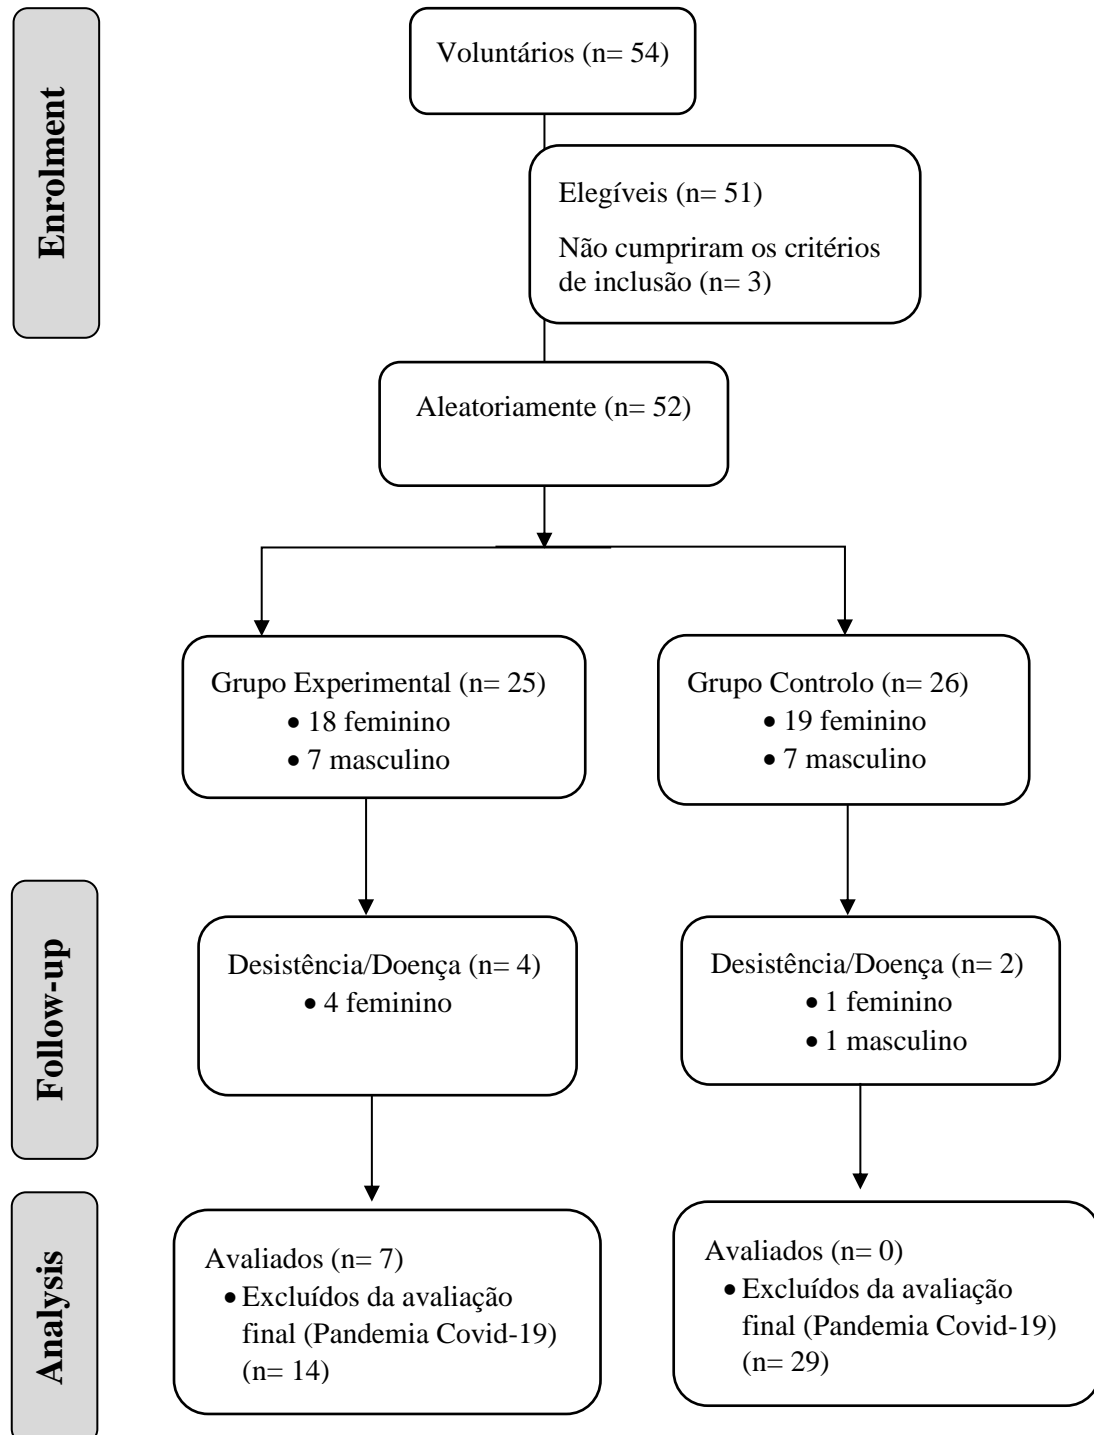 Enrolment
Voluntários (n= 54)
Elegíveis (n= 51)
Não cumpriram os critérios
de inclusão (n= 3)
Aleatoriamente (n= 52)
Grupo Experimental (n= 25)
• 18 feminino
• 7 masculino
Grupo Controlo (n= 26)
• 19 feminino
• 7 masculino
Follow-up
Desistência/Doença (n= 4)
• 4 feminino
Desistência/Doença (n= 2)
• 1 feminino
• 1 masculino
Analysis
Avaliados (n= 7)
• Excluídos da avaliação
final (Pandemia Covid-19)
(n= 14)
Avaliados (n= 0)
• Excluídos da avaliação
final (Pandemia Covid-19)
(n= 29)